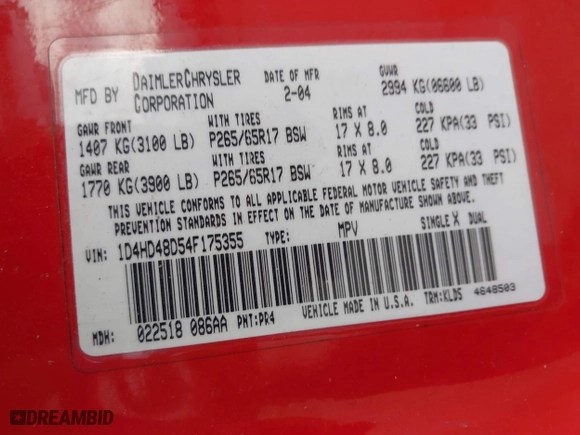 MFD BY DAIMLERCHRYSLER CORPORATION DATE OF MFR 2-04 GVWR 2994 KG(06600 LB)
GAWR FRONT WITH TIRES RIMS AT COLD
1407 KG(3100 LB) P265/65R17 BSW 17 X 8.0 227 KPA(33 PSI)
GAWR REAR WITH TIRES RIMS AT COLD
1770 KG(3900 LB) P265/65R17 BSW 17 X 8.0 227 KPA(33 PSI)
THIS VEHICLE CONFORMS TO ALL APPLICABLE FEDERAL MOTOR VEHICLE SAFETY AND THEFT
PREVENTION STANDARDS IN EFFECT ON THE DATE OF MANUFACTURE SHOWN ABOVE.
VIN: 1D4HD48D54F175355 TYPE: MPV SINGLE X DUAL
MDH: 022518 086AA PNT:PR4 VEHICLE MADE IN U.S.A. TRM:KLD5 4648503
DREAMBID